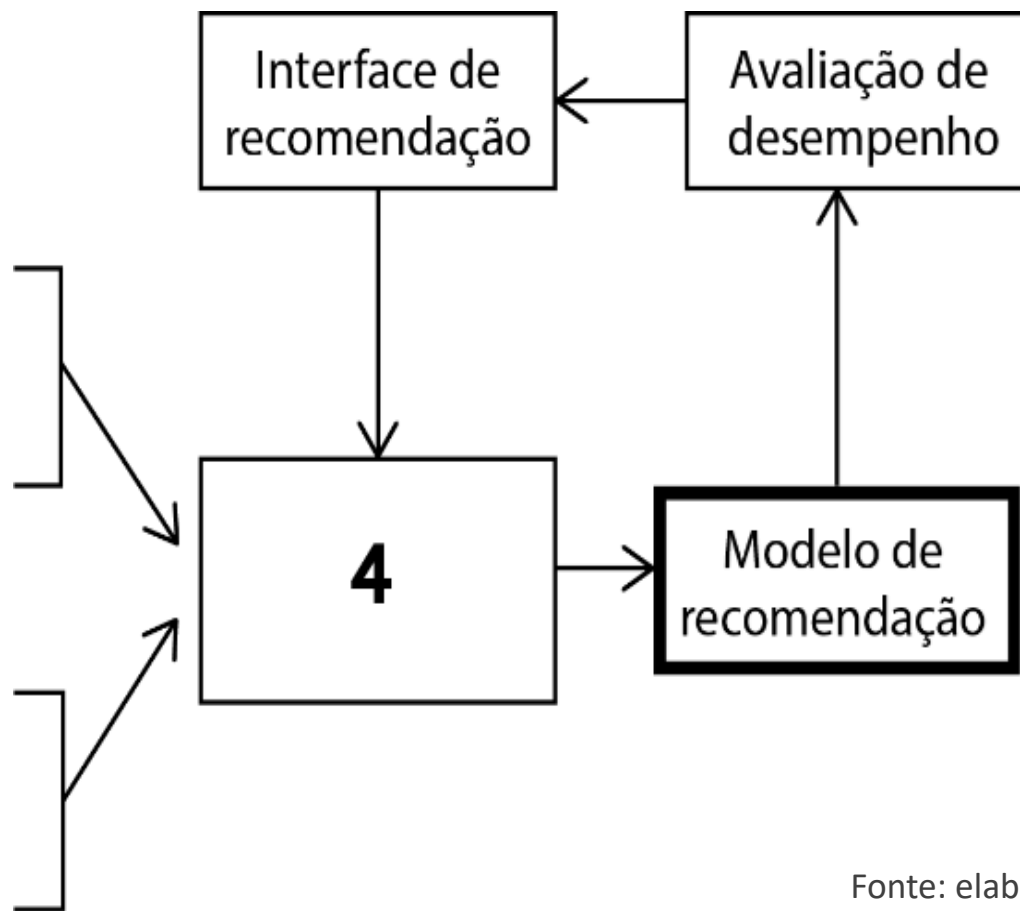 Interface de
recomendação
Avaliação de
desempenho
4
Modelo de
recomendação
Fonte: elab